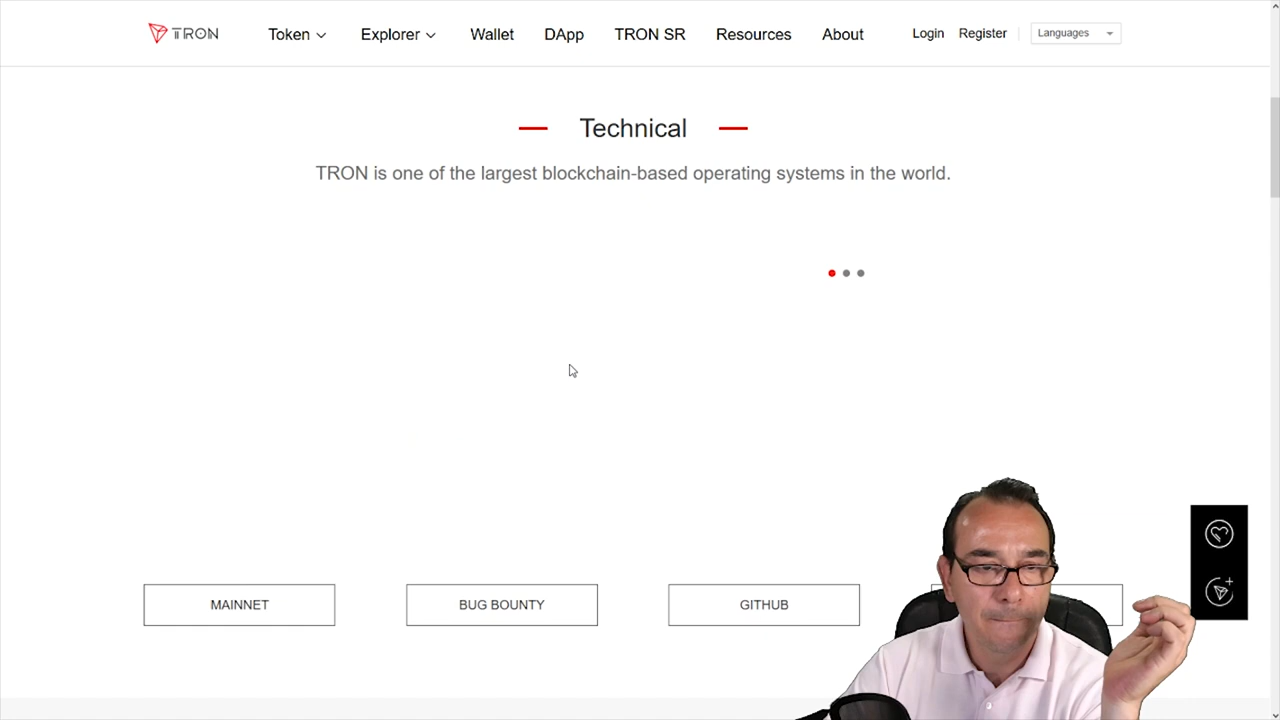 TRON Token Explorer Wallet DApp TRON SR Resources About Login Register Languages
Technical
TRON is one of the largest blockchain-based operating systems in the world.
MAINNET BUG BOUNTY GITHUB